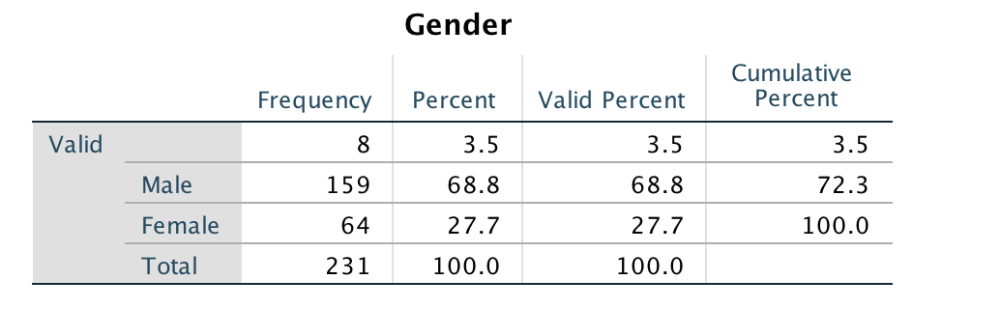 Gender
Frequency Percent Valid Percent Cumulative Percent
Valid 8 3.5 3.5 3.5
Male 159 68.8 68.8 72.3
Female 64 27.7 27.7 100.0
Total 231 100.0 100.0